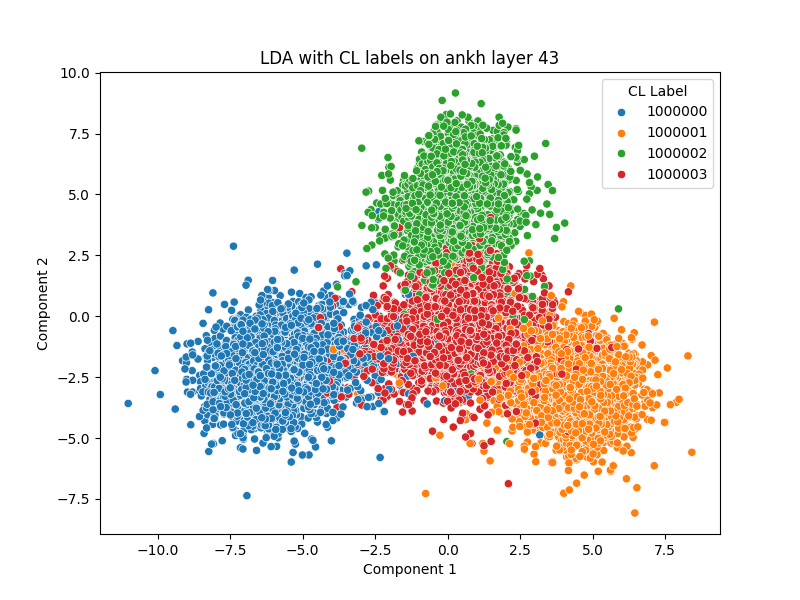 LDA with CL labels on ankh layer 43
CL Label
1000000
1000001
1000002
1000003
10.0
7.5
5.0
2.5
0.0
−2.5
−5.0
−7.5
Component 2
−10.0 −7.5 −5.0 −2.5 0.0 2.5 5.0 7.5
Component 1